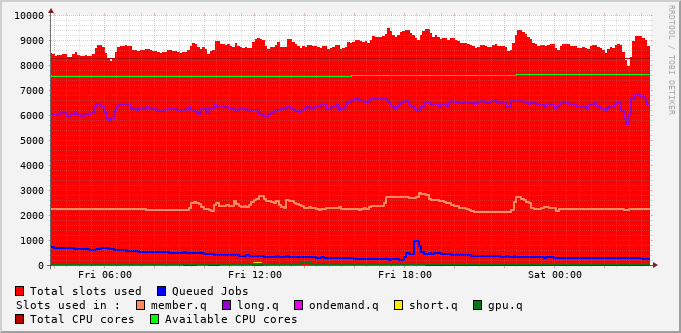 10000
9000
8000
7000
6000
5000
4000
3000
2000
1000
0
Fri 06:00 Fri 12:00 Fri 18:00 Sat 00:00
Total slots used Queued Jobs
Slots used in : member.q long.q ondemand.q short.q gpu.q
Total CPU cores Available CPU cores
RRDTOOL / TOBI OETIKER